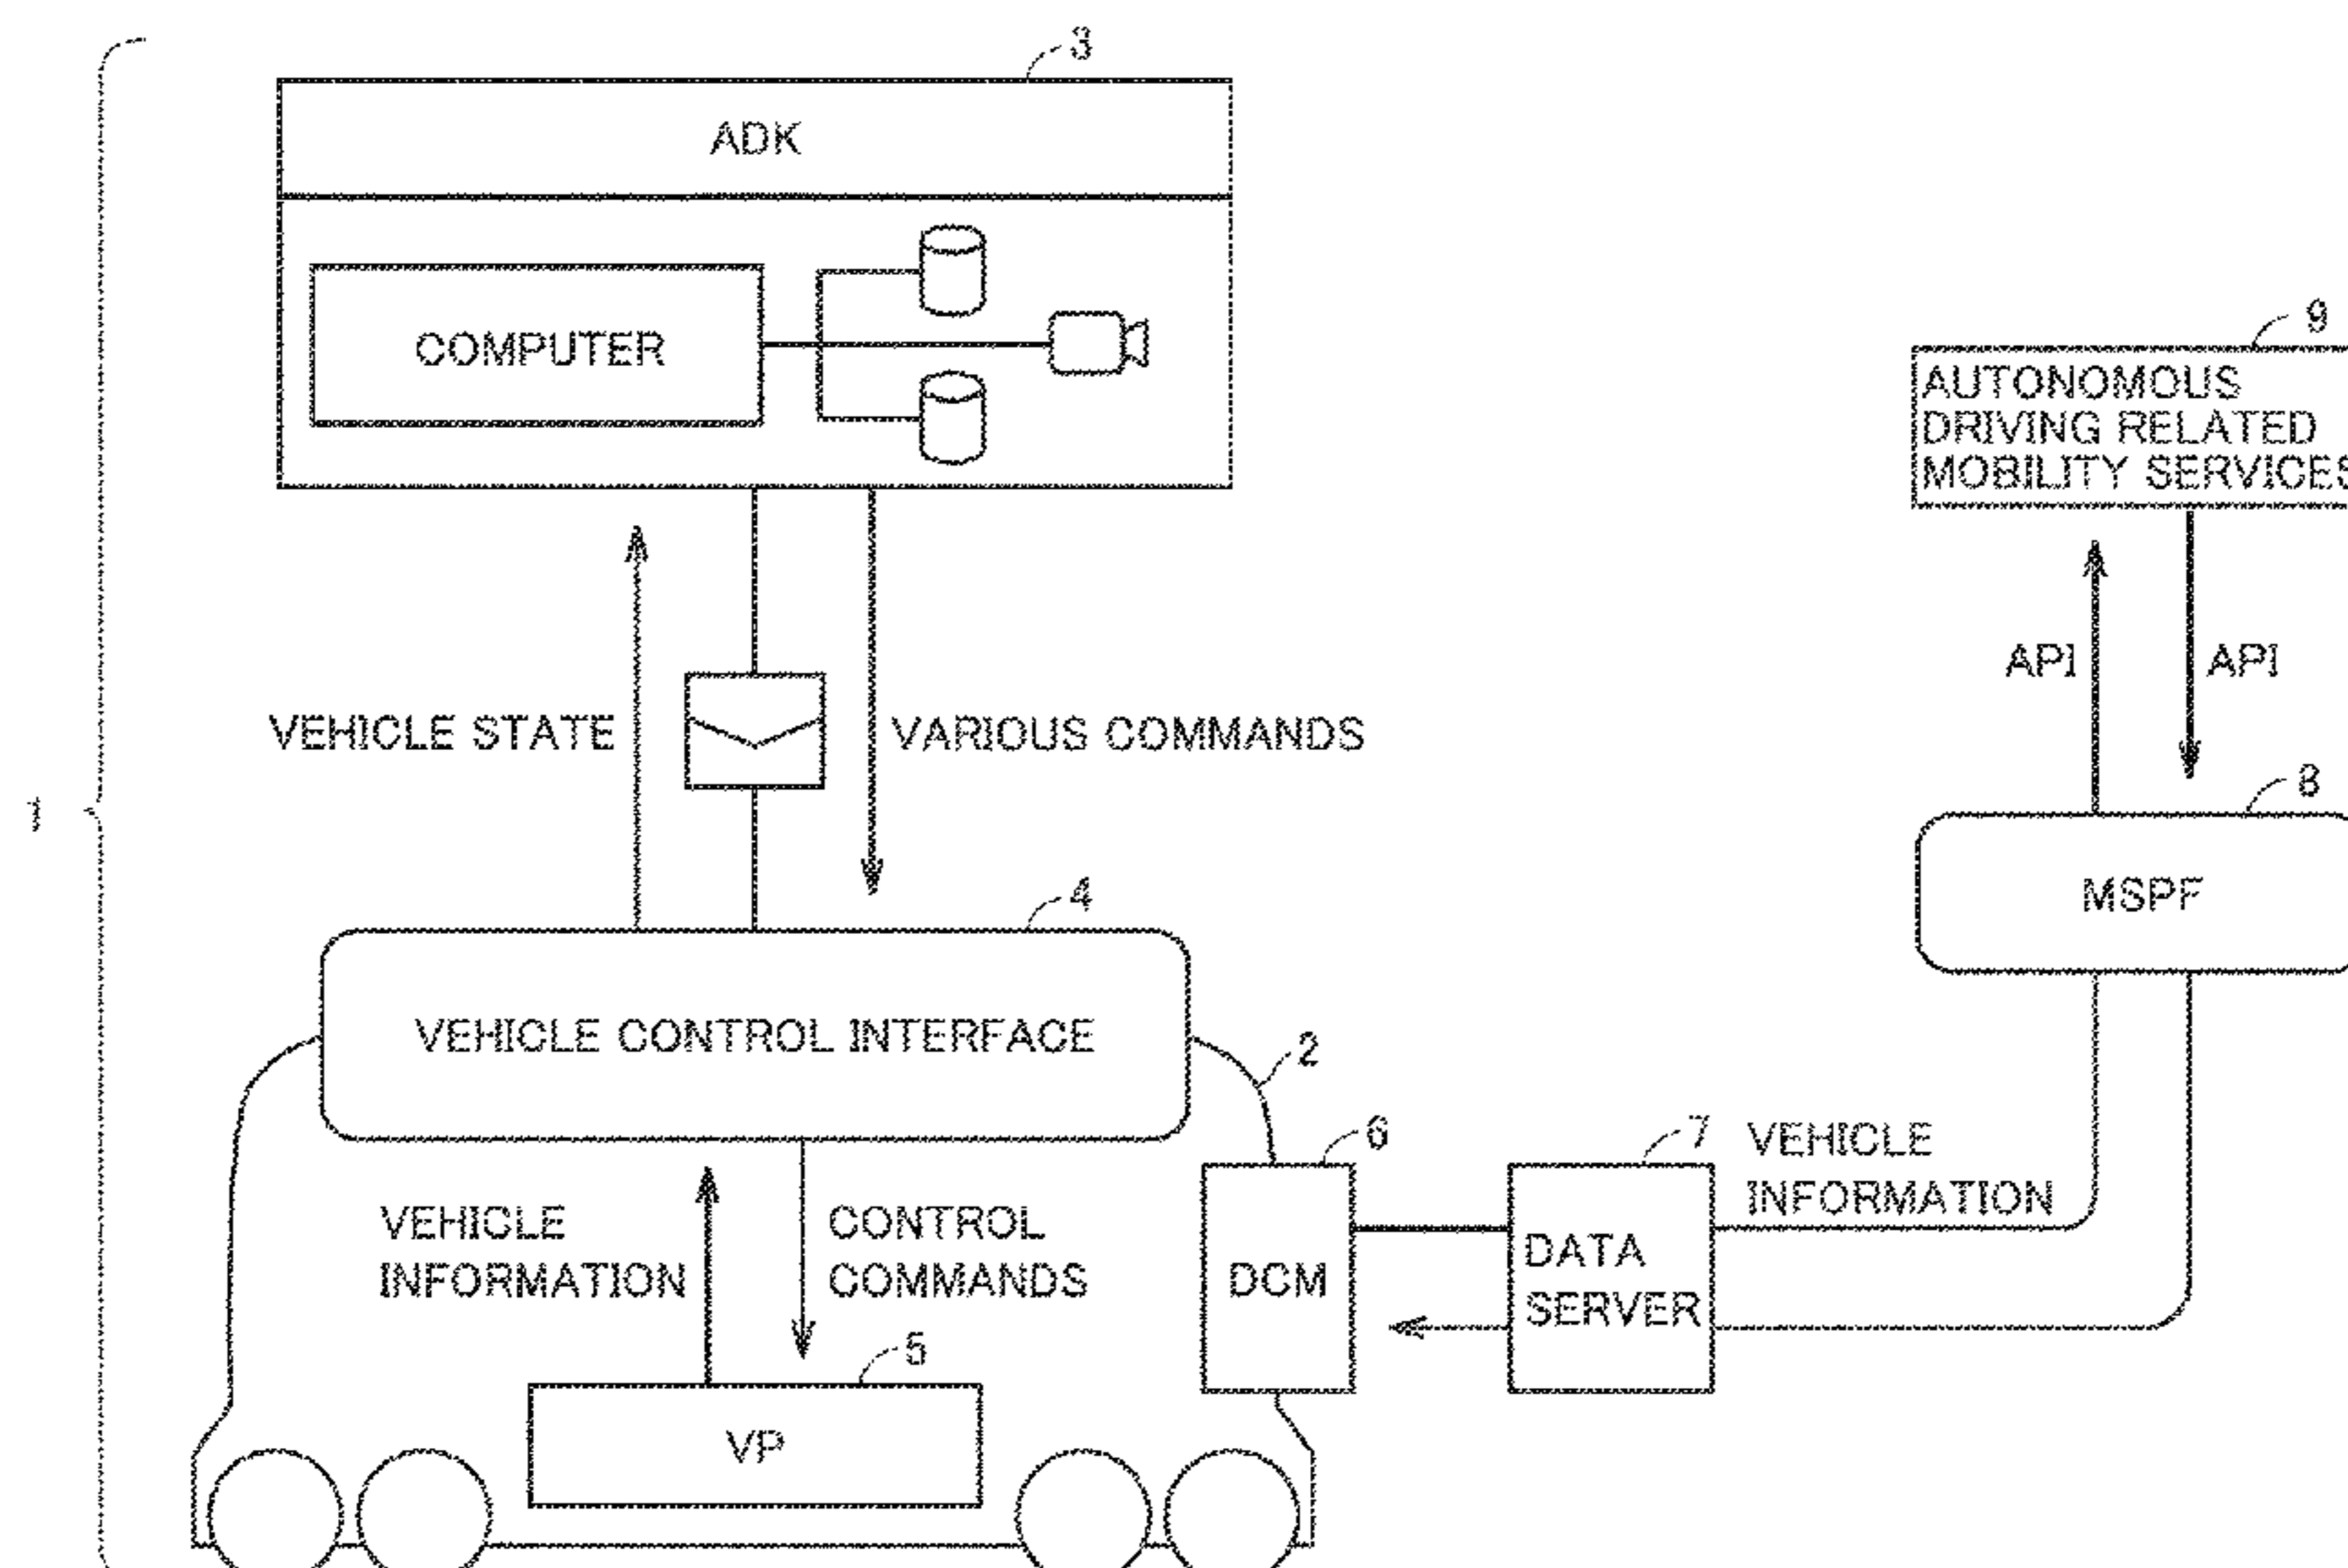 3
ADK
COMPUTER
9
AUTONOMOUS
DRIVING RELATED
MOBILITY SERVICES
API
API
VEHICLE STATE
VARIOUS COMMANDS
1
8
MSPF
4
VEHICLE CONTROL INTERFACE
2
6
7
VEHICLE
INFORMATION
VEHICLE
INFORMATION
CONTROL
COMMANDS
DCM
DATA
SERVER
5
VP